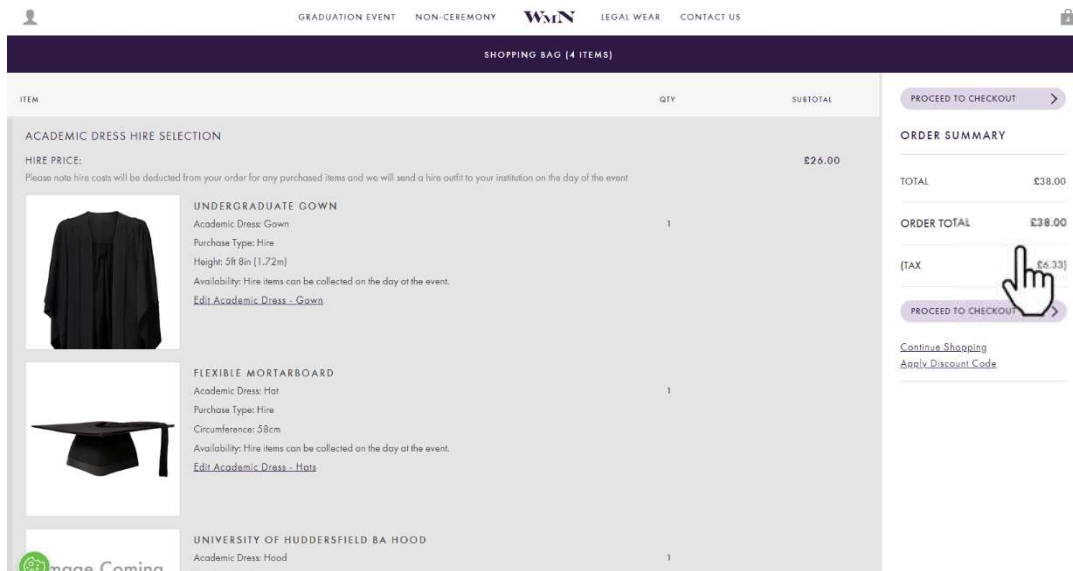 GRADUATION EVENT NON-CEREMONY WMN LEGAL WEAR CONTACT US
SHOPPING BAG (4 ITEMS)
ITEM QTY SUBTOTAL
ACADEMIC DRESS HIRE SELECTION
HIRE PRICE: £26.00
Please note hire costs will be deducted from your order for any purchased items and we will send a hire outfit to your institution on the day of the event
UNDERGRADUATE GOWN
Academic Dress: Gown 1
Purchase Type: Hire
Height: 5ft 8in (1.72m)
Availability: Hire items can be collected on the day at the event.
Edit Academic Dress - Gown
FLEXIBLE MORTARBOARD
Academic Dress: Hat 1
Purchase Type: Hire
Circumference: 58cm
Availability: Hire items can be collected on the day at the event.
Edit Academic Dress - Hats
UNIVERSITY OF HUDDERSFIELD BA HOOD
Academic Dress: Hood 1
mage Coming
PROCEED TO CHECKOUT
ORDER SUMMARY
TOTAL £38.00
ORDER TOTAL £38.00
(TAX £6.33)
PROCEED TO CHECKOUT
Continue Shopping
Apply Discount Code